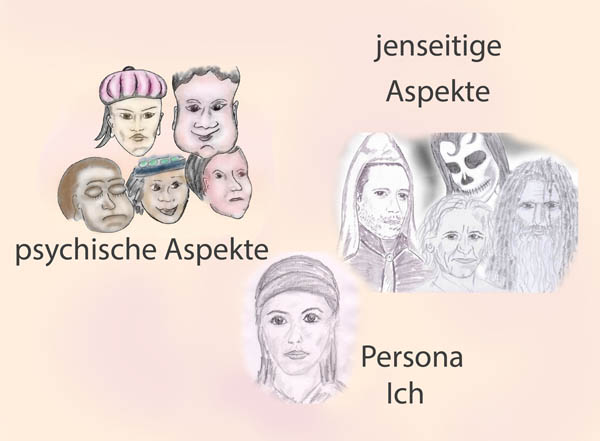 jenseitige
Aspekte
psychische Aspekte
Persona
Ich